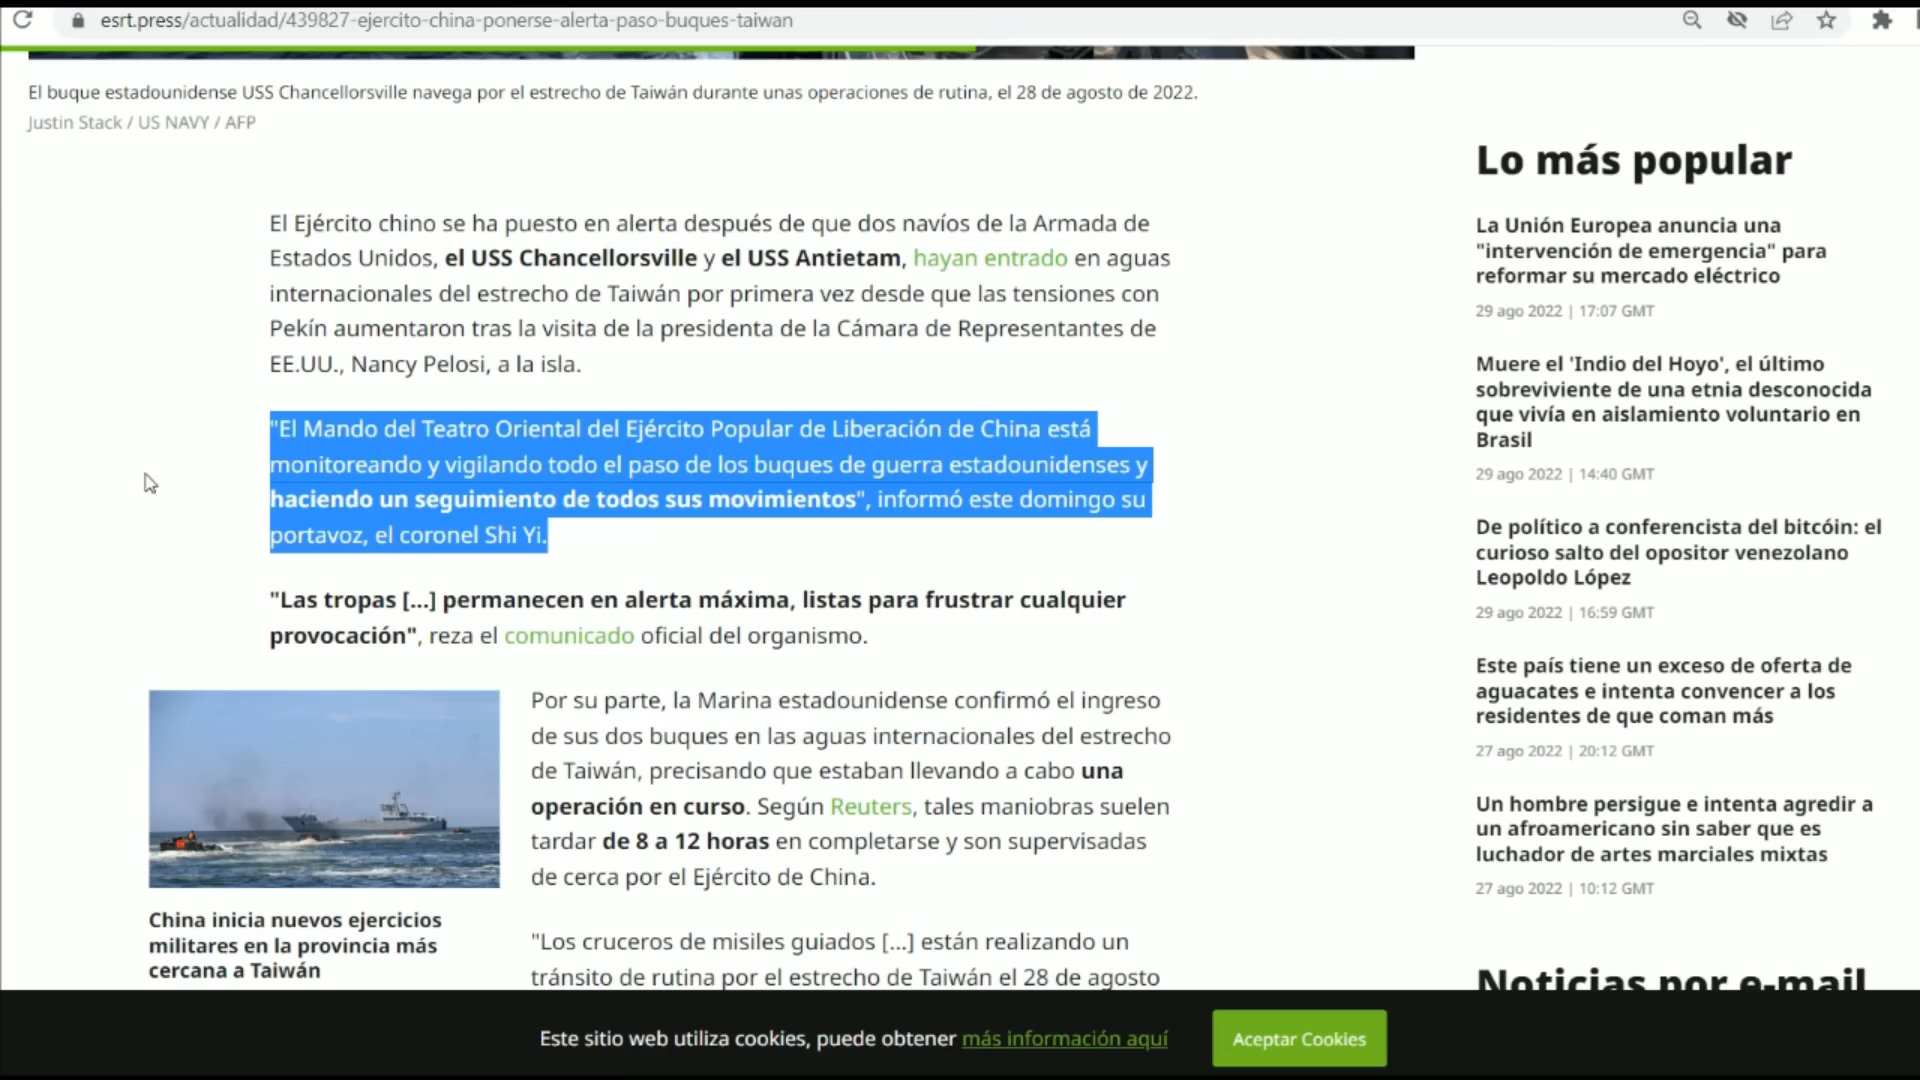 esrt.press/actualidad/439827-ejercito-china-ponerse-alerta-paso-buques-taiwan
El buque estadounidense USS Chancellorsville navega por el estrecho de Taiwán durante unas operaciones de rutina, el 28 de agosto de 2022.
Justin Stack / US NAVY / AFP
El Ejército chino se ha puesto en alerta después de que dos navíos de la Armada de
Estados Unidos, el USS Chancellorsville y el USS Antietam, hayan entrado en aguas
internacionales del estrecho de Taiwán por primera vez desde que las tensiones con
Pekín aumentaron tras la visita de la presidenta de la Cámara de Representantes de
EE.UU., Nancy Pelosi, a la isla.
"El Mando del Teatro Oriental del Ejército Popular de Liberación de China está
monitoreando y vigilando todo el paso de los buques de guerra estadounidenses y
haciendo un seguimiento de todos sus movimientos", informó este domingo su
portavoz, el coronel Shi Yi.
"Las tropas [...] permanecen en alerta máxima, listas para frustrar cualquier
provocación", reza el comunicado oficial del organismo.
Por su parte, la Marina estadounidense confirmó el ingreso
de sus dos buques en las aguas internacionales del estrecho
de Taiwán, precisando que estaban llevando a cabo una
operación en curso. Según Reuters, tales maniobras suelen
tardar de 8 a 12 horas en completarse y son supervisadas
de cerca por el Ejército de China.
"Los cruceros de misiles guiados [...] están realizando un
tránsito de rutina por el estrecho de Taiwán el 28 de agosto
China inicia nuevos ejercicios
militares en la provincia más
cercana a Taiwán
Lo más popular
La Unión Europea anuncia una
"intervención de emergencia" para
reformar su mercado eléctrico
29 ago 2022 | 17:07 GMT
Muere el 'Indio del Hoyo', el último
sobreviviente de una etnia desconocida
que vivía en aislamiento voluntario en
Brasil
29 ago 2022 | 14:40 GMT
De político a conferencista del bitcóin: el
curioso salto del opositor venezolano
Leopoldo López
29 ago 2022 | 16:59 GMT
Este país tiene un exceso de oferta de
aguacates e intenta convencer a los
residentes de que coman más
27 ago 2022 | 20:12 GMT
Un hombre persigue e intenta agredir a
un afroamericano sin saber que es
luchador de artes marciales mixtas
27 ago 2022 | 10:12 GMT
Noticias por e-mail
Este sitio web utiliza cookies, puede obtener más información aquí
Aceptar Cookies